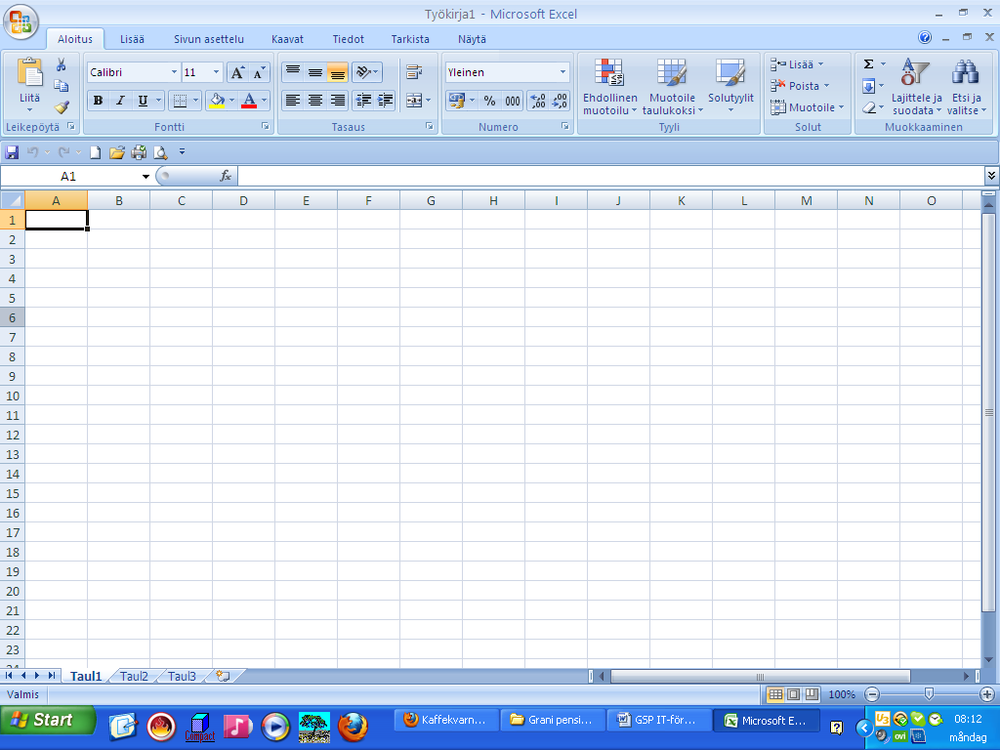 Työkirja1 - Microsoft Excel
Aloitus Lisää Sivun asettelu Kaavat Tiedot Tarkista Näytä
Liitä
Leikepöytä
Calibri 11
B I U
Fontti
Tasaus
Yleinen
% 000
Numero
Ehdollinen muotoilu
Muotoile taulukoksi
Solutyylit
Tyyli
Lisää
Poista
Muotoile
Solut
Σ
Lajittele ja suodata
Etsi ja valitse
Muokkaaminen
A1 fx
A B C D E F G H I J K L M N O
1
2
3
4
5
6
7
8
9
10
11
12
13
14
15
16
17
18
19
20
21
22
23
24
Taul1 Taul2 Taul3
Valmis 100%
Start Compact Kaffekvarn... Grani pensi... GSP IT-för... Microsoft E... 08:12
ovi måndag